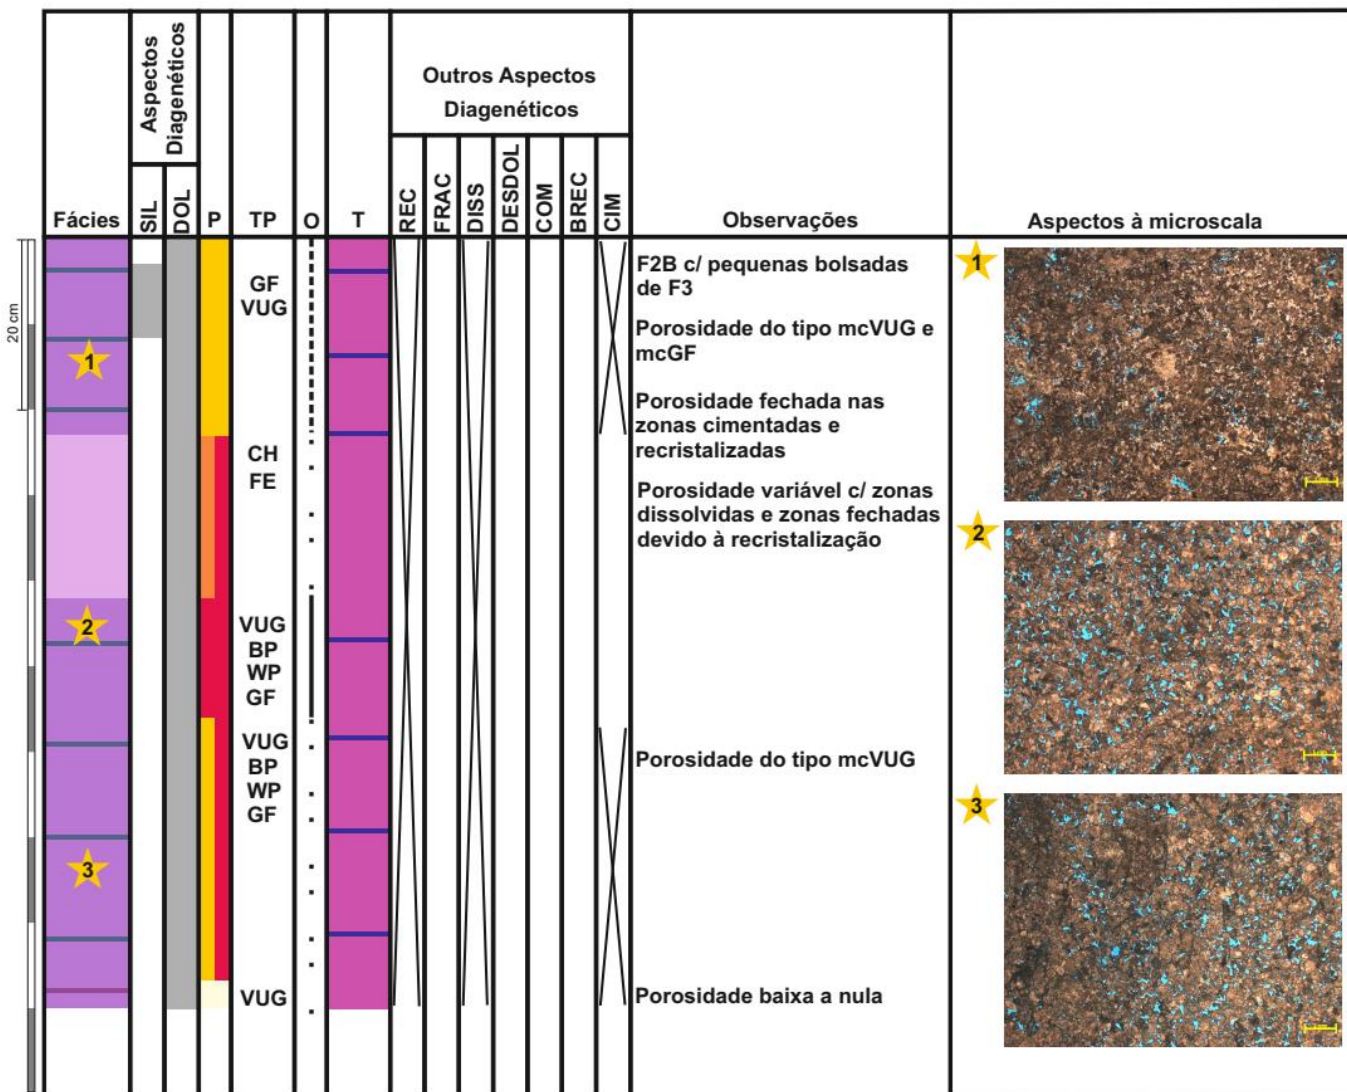 Aspectos
Diagenéticos
Outros Aspectos
Diagenéticos
Fácies
SIL
DOL
P
TP
O
T
REC
FRAC
DISS
DESDOL
COM
BREC
CIM
Observações
Aspectos à microscala
20 cm
1
2
3
GF
VUG
CH
FE
VUG
BP
WP
GF
VUG
BP
WP
GF
VUG
F2B c/ pequenas bolsadas
de F3
Porosidade do tipo mcVUG e
mcGF
Porosidade fechada nas
zonas cimentadas e
recristalizadas
Porosidade variável c/ zonas
dissolvidas e zonas fechadas
devido à recristalização
Porosidade do tipo mcVUG
Porosidade baixa a nula
1
2
3